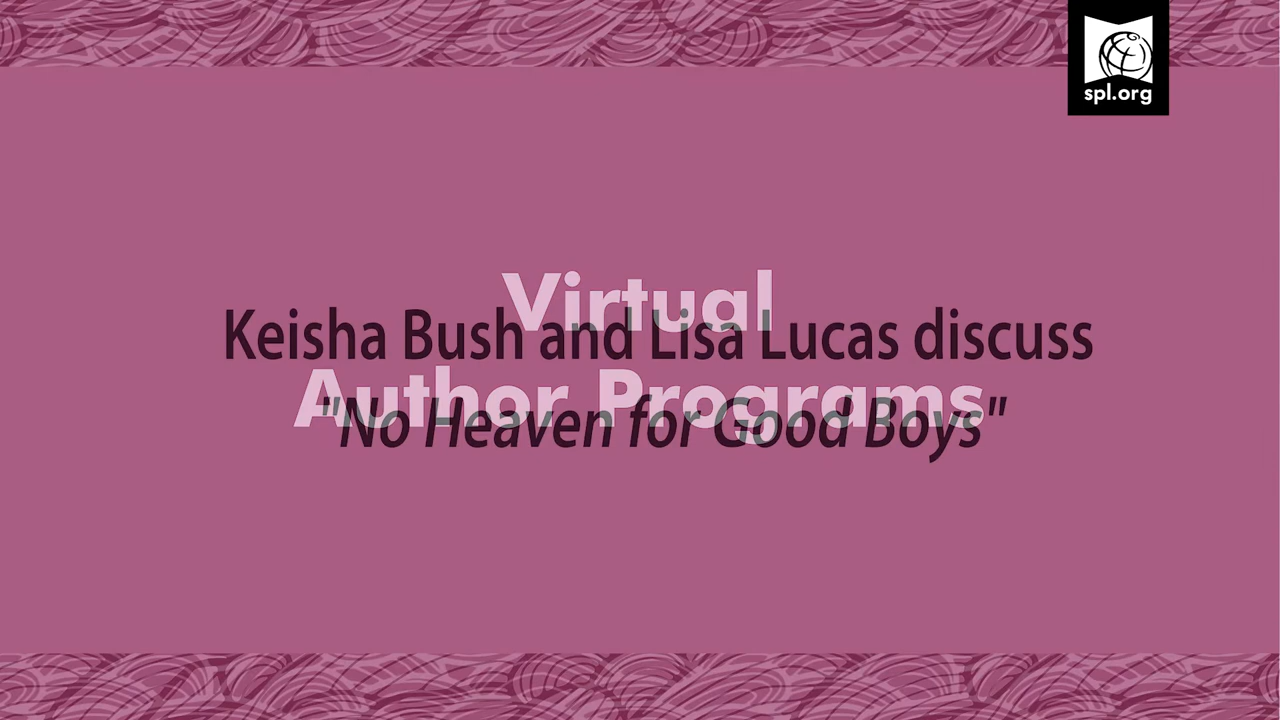 spl.org
Virtual
Keisha Bush and Lisa Lucas discuss
Author Programs
"No Heaven for Good Boys"